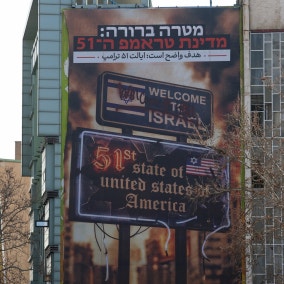 מטרה ברורה:
מדינת טראמפ ה־51
هدف واضح است؛ ایالت ۵۱ ترامپ
WELCOME
TO
ISRAEL
51st state of
united states of
America